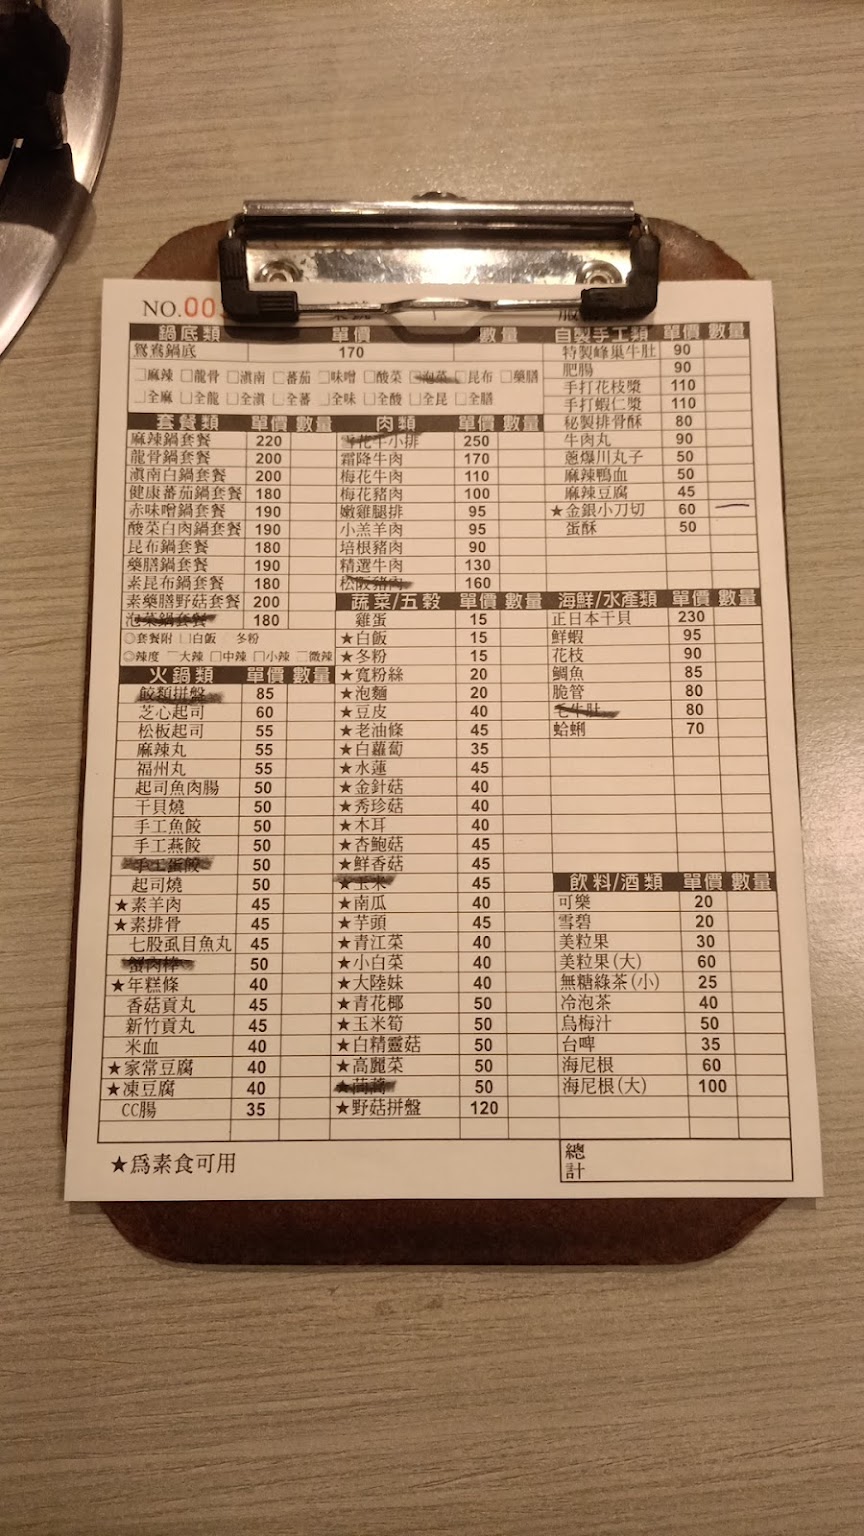 NO.00
鍋底類 單價 數量
鴛鴦鍋底 170
□麻辣 □龍骨 □滇南 □蕃茄 □味噌 □酸菜 □泡菜 □昆布 □藥膳
□全麻 □全龍 □全滇 □全蕃 □全味 □全酸 □全昆 □全膳
套餐類 單價 數量
麻辣鍋套餐 220
龍骨鍋套餐 200
滇南白鍋套餐 200
健康蕃茄鍋套餐 180
赤味噌鍋套餐 190
酸菜白肉鍋套餐 190
昆布鍋套餐 180
藥膳鍋套餐 190
素昆布鍋套餐 180
素藥膳野菇套餐 200
泡菜鍋套餐 180
◎套餐附 □白飯 □冬粉
◎辣度 □大辣 □中辣 □小辣 □微辣
火鍋類 單價 數量
餃類拼盤 85
芝心起司 60
松板起司 55
麻辣丸 55
福州丸 55
起司魚肉腸 50
干貝燒 50
手工魚餃 50
手工燕餃 50
手工蛋餃 50
起司燒 50
★素羊肉 45
★素排骨 45
七股虱目魚丸 45
蟹肉棒 50
★年糕條 40
香菇貢丸 45
新竹貢丸 45
米血 40
★家常豆腐 40
★凍豆腐 40
CC腸 35
★爲素食可用
肉類 單價 數量
雪花牛小排 250
霜降牛肉 170
梅花牛肉 110
梅花豬肉 100
嫩雞腿排 95
小羔羊肉 95
培根豬肉 90
精選牛肉 130
松阪豬肉 160
蔬菜/五穀 單價 數量
雞蛋 15
★白飯 15
★冬粉 15
★寬粉絲 20
★泡麵 20
★豆皮 40
★老油條 45
★白蘿蔔 35
★水蓮 45
★金針菇 40
★秀珍菇 40
★木耳 40
★杏鮑菇 45
★鮮香菇 45
★玉米 45
★南瓜 40
★芋頭 45
★青江菜 40
★小白菜 40
★大陸妹 40
★青花椰 50
★玉米筍 50
★白精靈菇 50
★高麗菜 50
★茼蒿 50
★野菇拼盤 120
自製手工類 單價 數量
特製蜂巢牛肚 90
肥腸 90
手打花枝漿 110
手打蝦仁漿 110
秘製排骨酥 80
牛肉丸 90
蔥爆川丸子 50
麻辣鴨血 50
麻辣豆腐 45
★金銀小刀切 60
蛋酥 50
海鮮/水產類 單價 數量
正日本干貝 230
鮮蝦 95
花枝 90
鯛魚 85
脆管 80
毛牛肚 80
蛤蜊 70
飲料/酒類 單價 數量
可樂 20
雪碧 20
美粒果 30
美粒果(大) 60
無糖綠茶(小) 25
冷泡茶 40
烏梅汁 50
台啤 35
海尼根 60
海尼根(大) 100
總計